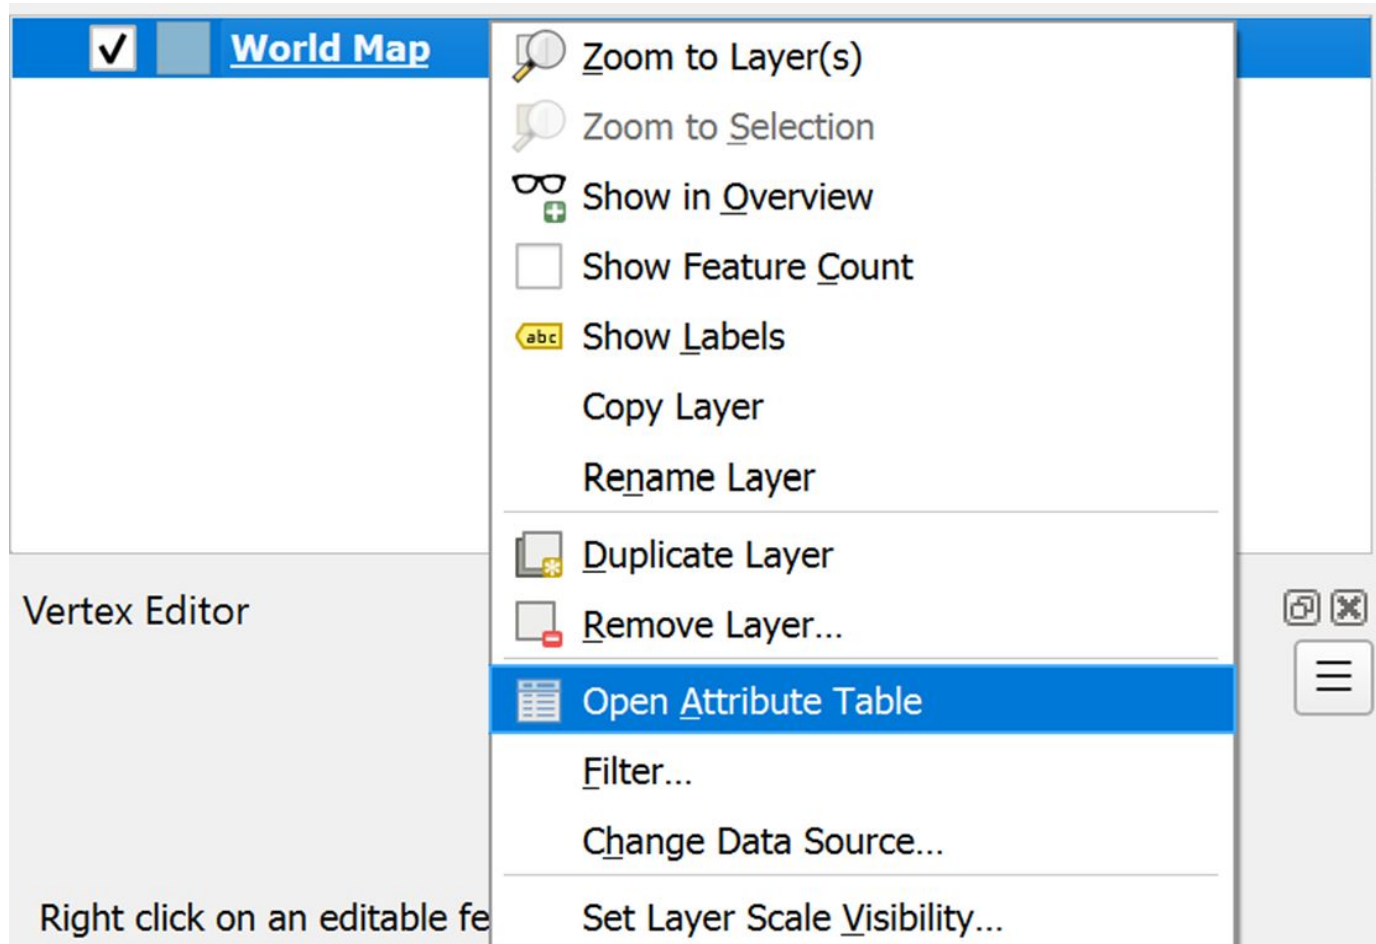 World Map
Zoom to Layer(s)
Zoom to Selection
Show in Overview
Show Feature Count
abc Show Labels
Copy Layer
Rename Layer
Duplicate Layer
Remove Layer...
Vertex Editor
Open Attribute Table
Filter...
Change Data Source...
Right click on an editable fe
Set Layer Scale Visibility...